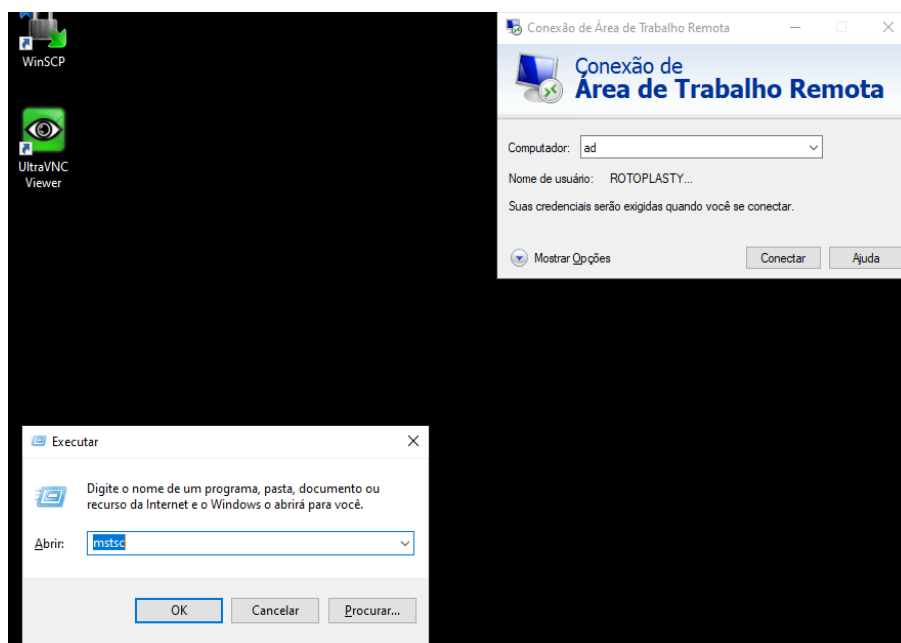 WinSCP
UltraVNC
Viewer
Conexão de Área de Trabalho Remota
Conexão de
Área de Trabalho Remota
Computador: ad
Nome de usuário: ROTOPLASTY...
Suas credenciais serão exigidas quando você se conectar.
Mostrar Opções Conectar Ajuda
Executar
Digite o nome de um programa, pasta, documento ou
recurso da Internet e o Windows o abrirá para você.
Abrir: mstsc
OK Cancelar Procurar...